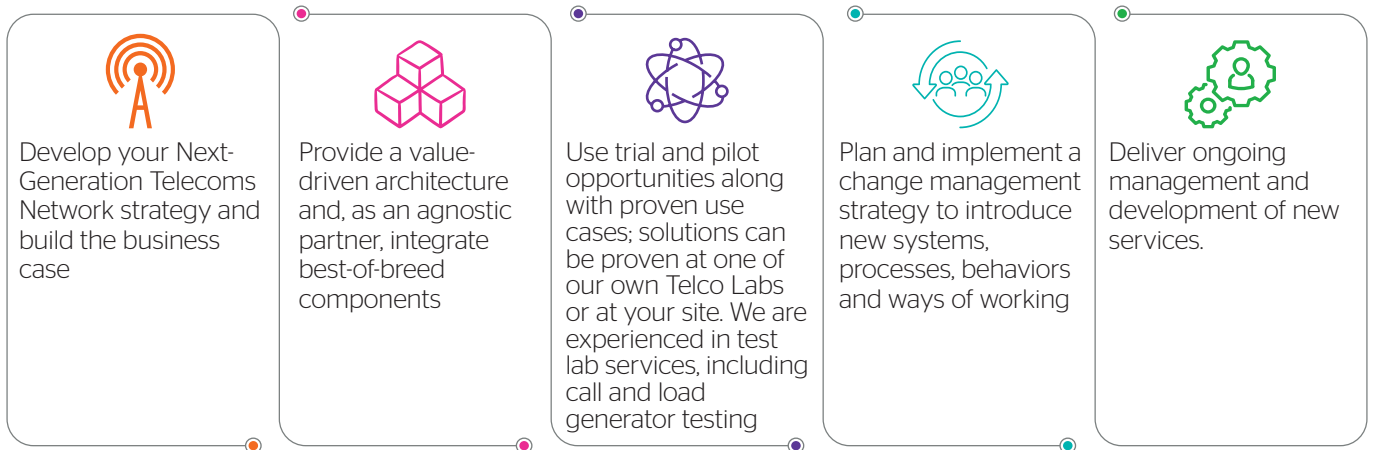 Develop your Next-
Generation Telecoms
Network strategy and
build the business
case
Provide a value-
driven architecture
and, as an agnostic
partner, integrate
best-of-breed
components
Use trial and pilot
opportunities along
with proven use
cases; solutions can
be proven at one of
our own Telco Labs
or at your site. We are
experienced in test
lab services, including
call and load
generator testing
Plan and implement a
change management
strategy to introduce
new systems,
processes, behaviors
and ways of working
Deliver ongoing
management and
development of new
services.